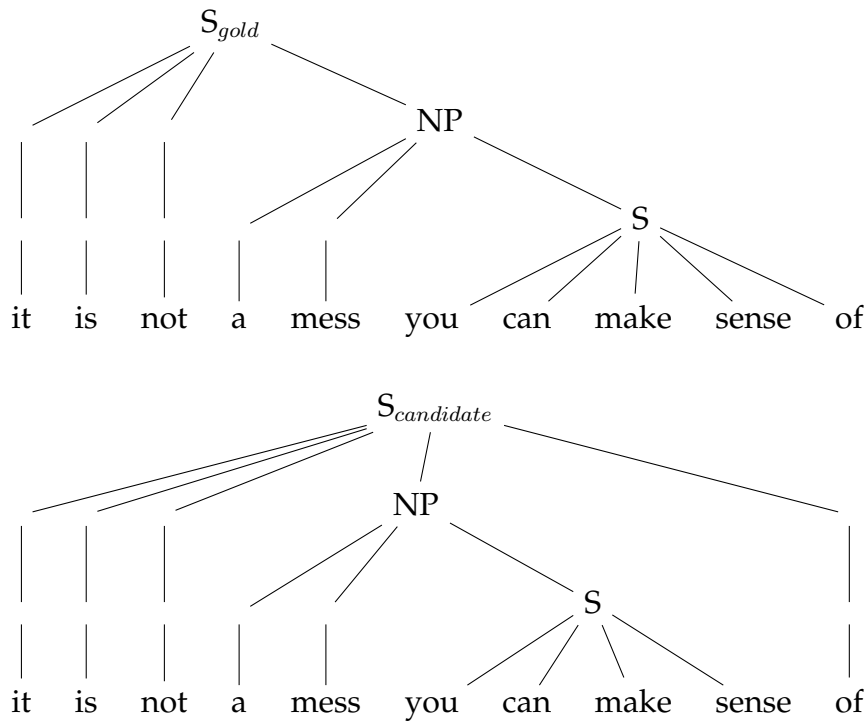 S_gold
NP
S
it is not a mess you can make sense of
S_candidate
NP
S
it is not a mess you can make sense of